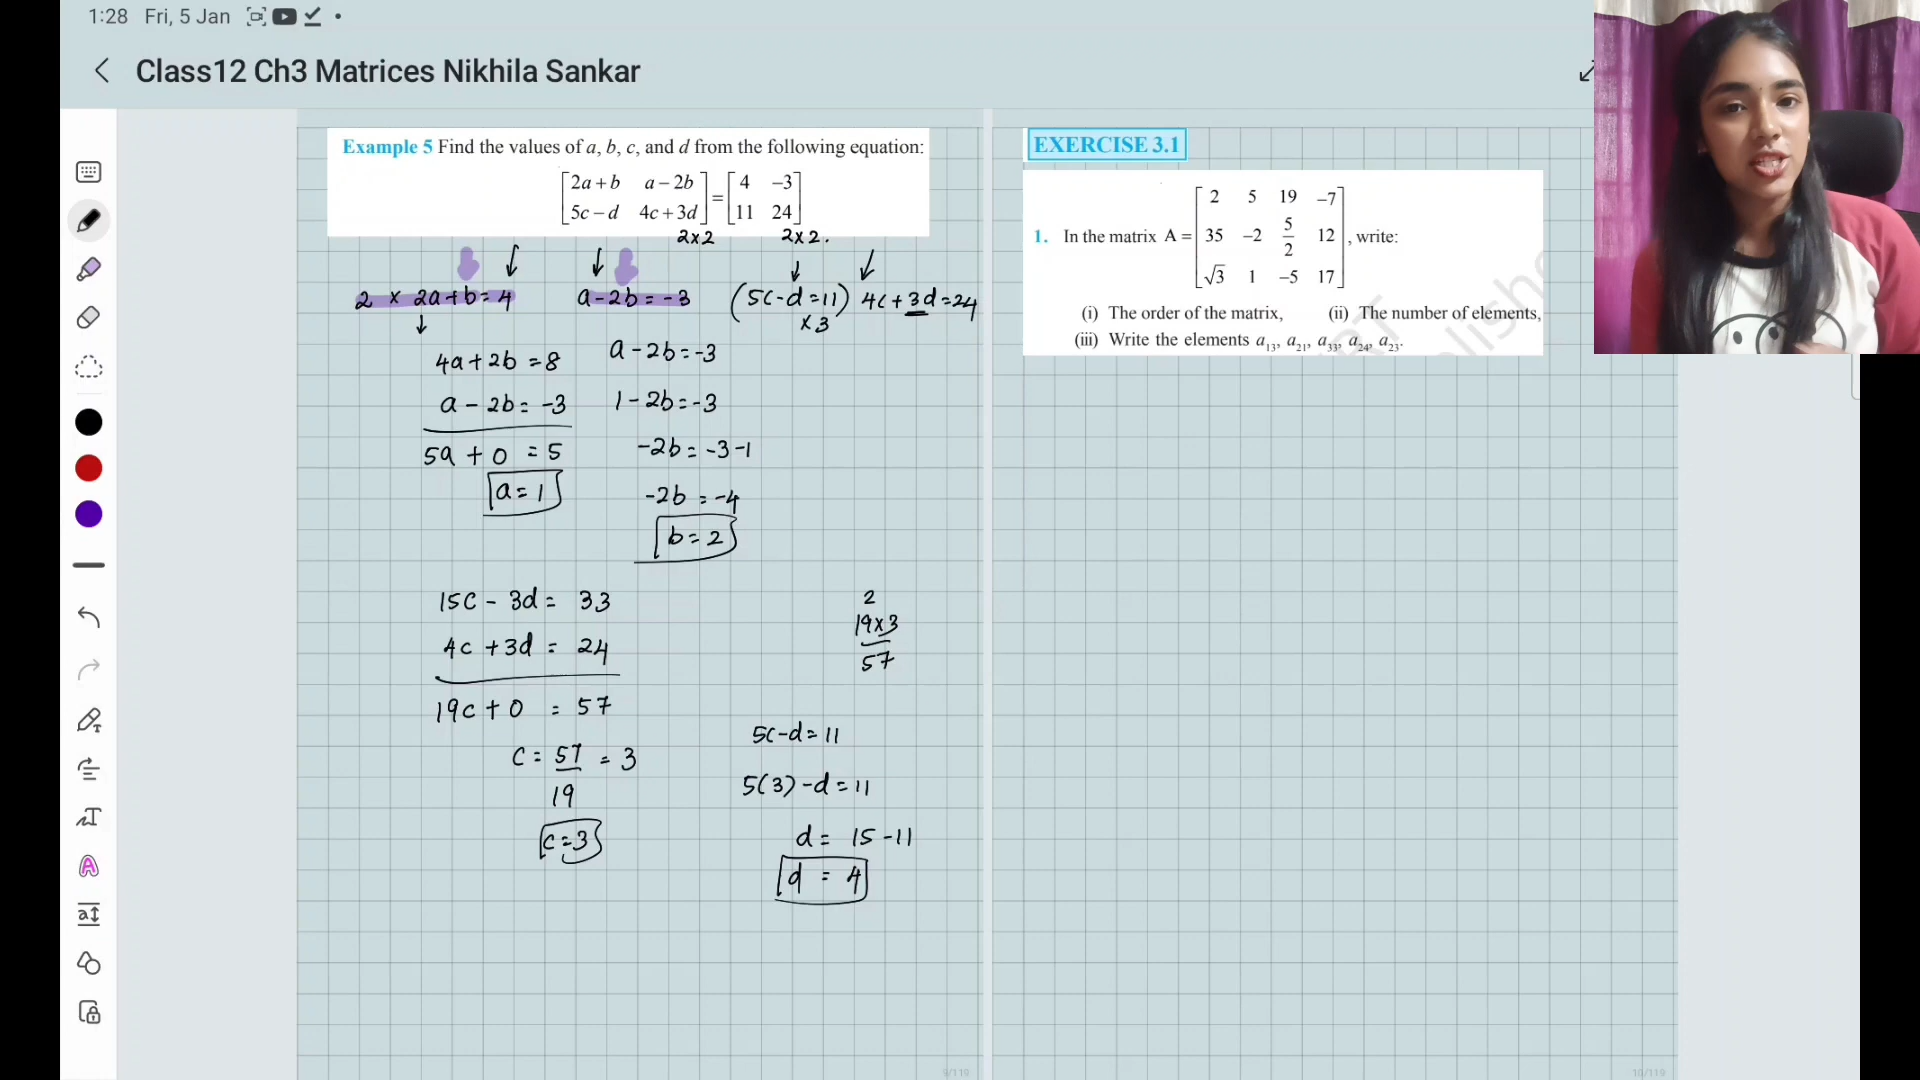 1:28 Fri, 5 Jan
Class12 Ch3 Matrices Nikhila Sankar
Example 5 Find the values of a, b, c, and d from the following equation:
[2a+b a−2b] = [4 −3]
[5c−d 4c+3d] [11 24]
2x2 2x2.
2 x 2a+b=4 a-2b=-3 (5c-d=11) 4c+3d=24
x3
4a+2b=8 a-2b=-3
a-2b=-3 1-2b=-3
5a+0=5 -2b=-3-1
a=1 -2b=-4
b=2
15c-3d=33
4c+3d=24
19c+0=57
c=57/19=3
c=3
2
19x3
57
5c-d=11
5(3)-d=11
d=15-11
d=4
9/119
EXERCISE 3.1
1. In the matrix A = [2 5 19 −7]
[35 −2 5/2 12], write:
[√3 1 −5 17]
(i) The order of the matrix, (ii) The number of elements,
(iii) Write the elements a13, a21, a33, a24, a23.
10/119